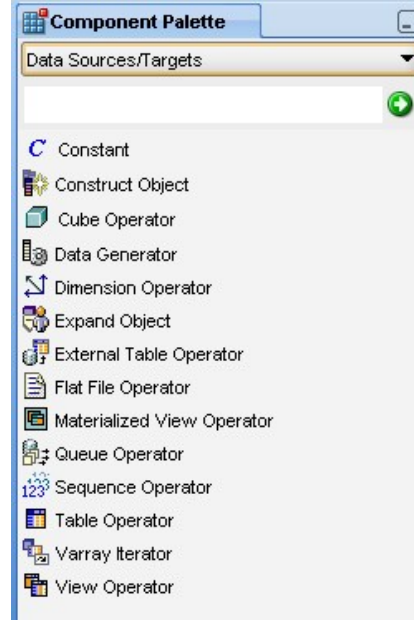 Component Palette
Data Sources/Targets
C Constant
Construct Object
Cube Operator
Data Generator
Dimension Operator
Expand Object
External Table Operator
Flat File Operator
Materialized View Operator
Queue Operator
123 Sequence Operator
Table Operator
Varray Iterator
View Operator